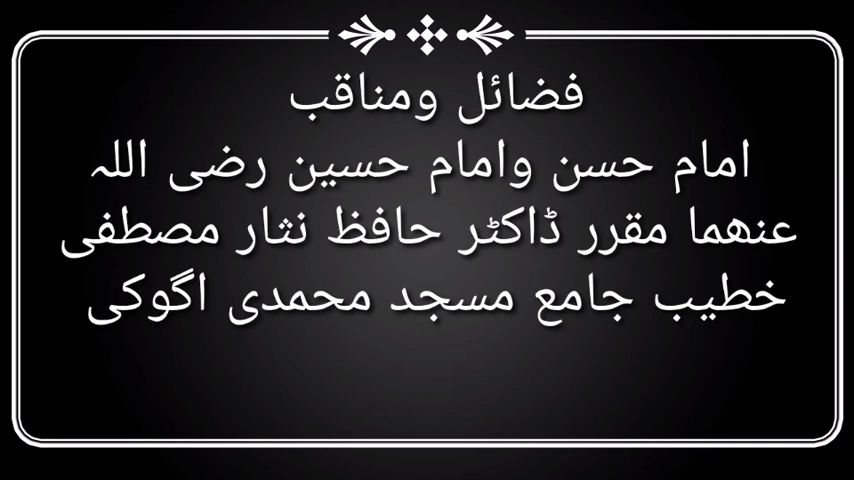 فضائل ومناقب
امام حسن وامام حسین رضی اللہ
عنھما مقرر ڈاکٹر حافظ نثار مصطفی
خطیب جامع مسجد محمدی اگوکی